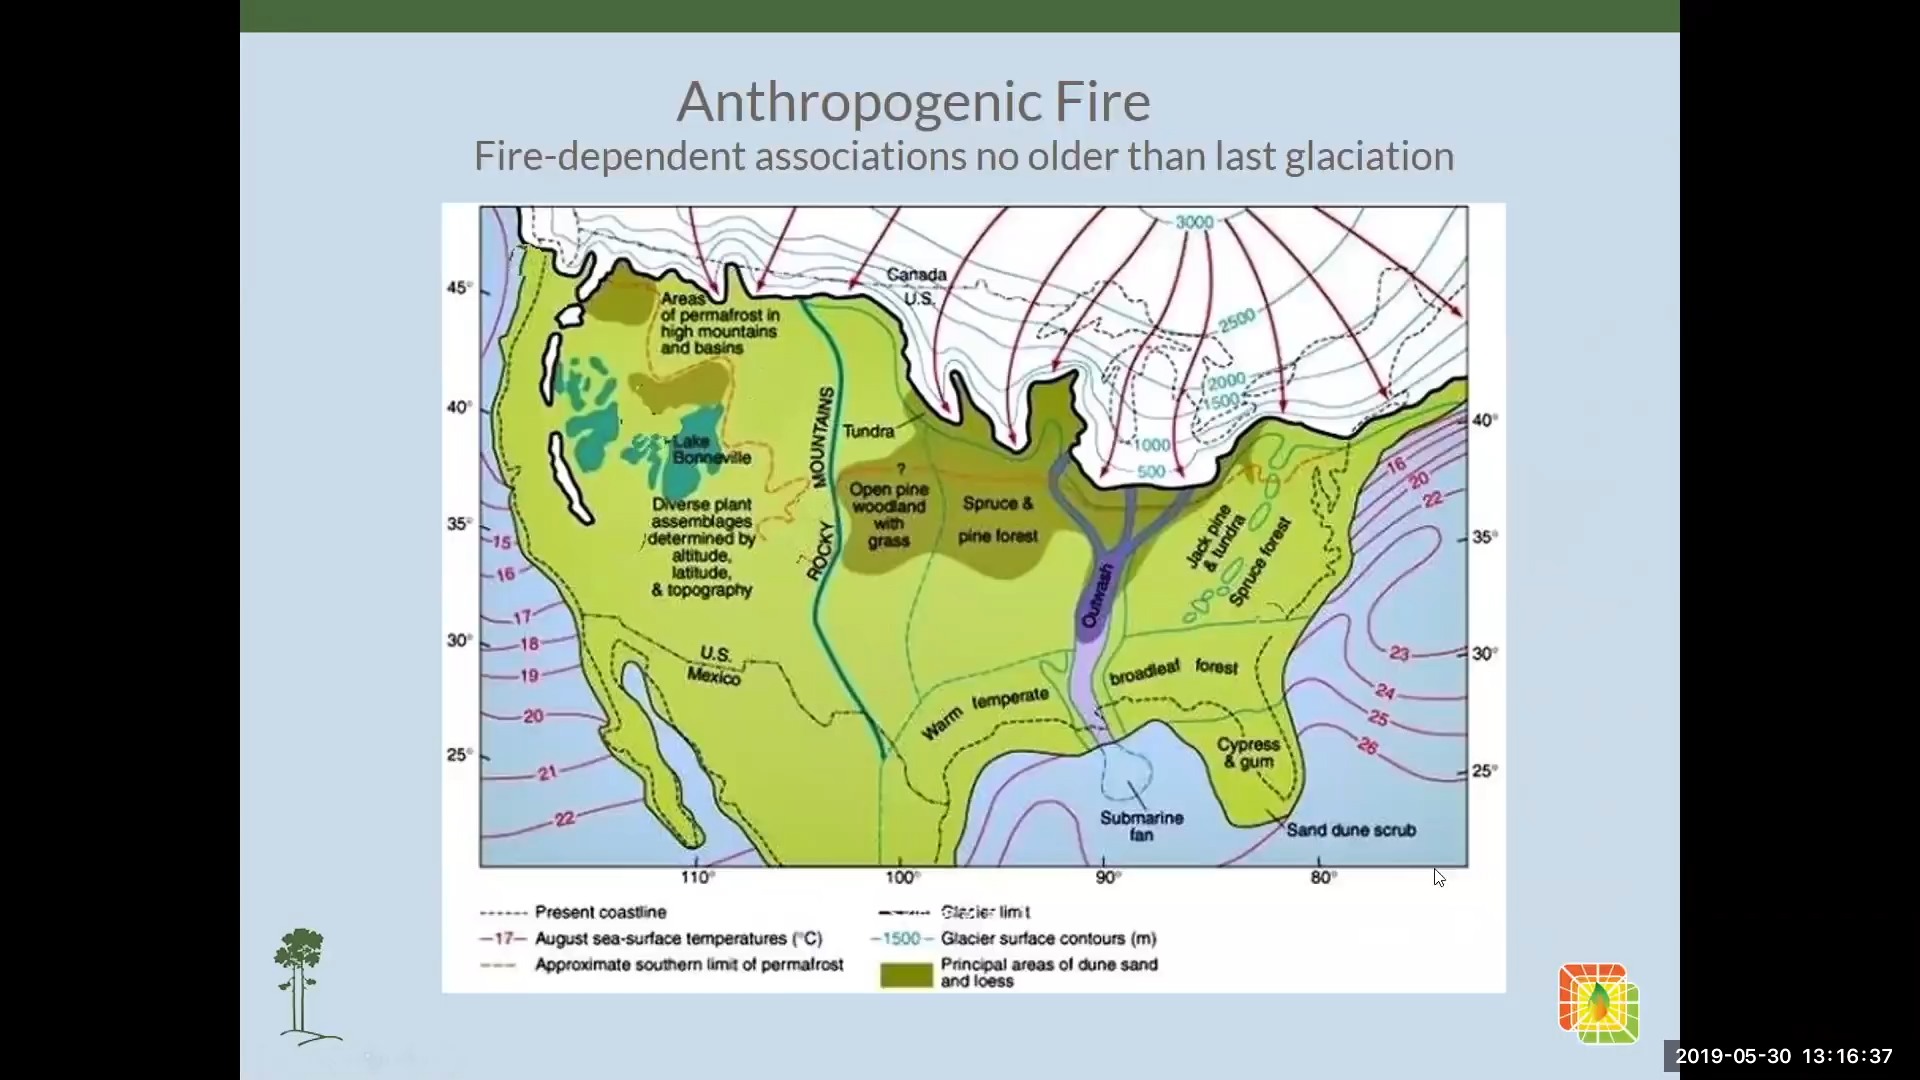 Anthropogenic Fire
Fire-dependent associations no older than last glaciation
3000
Canada
U.S.
45°
Areas
of permafrost in
high mountains
and basins
2500
2000
1500
40°
MOUNTAINS
Tundra
40°
1000
500
Lake
Bonneville
?
16
20
22
Open pine
woodland
with
grass
Spruce &
pine forest
Diverse plant
assemblages
determined by
altitude,
latitude,
& topography
35°
35°
15
16
ROCKY
Jack pine
& tundra
Spruce forest
Outwash
17
18
19
20
21
22
30°
30°
U.S.
Mexico
23
24
25
26
Warm temperate broadleaf forest
25°
25°
Cypress
& gum
Submarine
fan
Sand dune scrub
110°
100°
90°
80°
Present coastline
Glacier limit
17 August sea-surface temperatures (°C)
1500 Glacier surface contours (m)
Approximate southern limit of permafrost
Principal areas of dune sand
and loess
2019-05-30 13:16:37